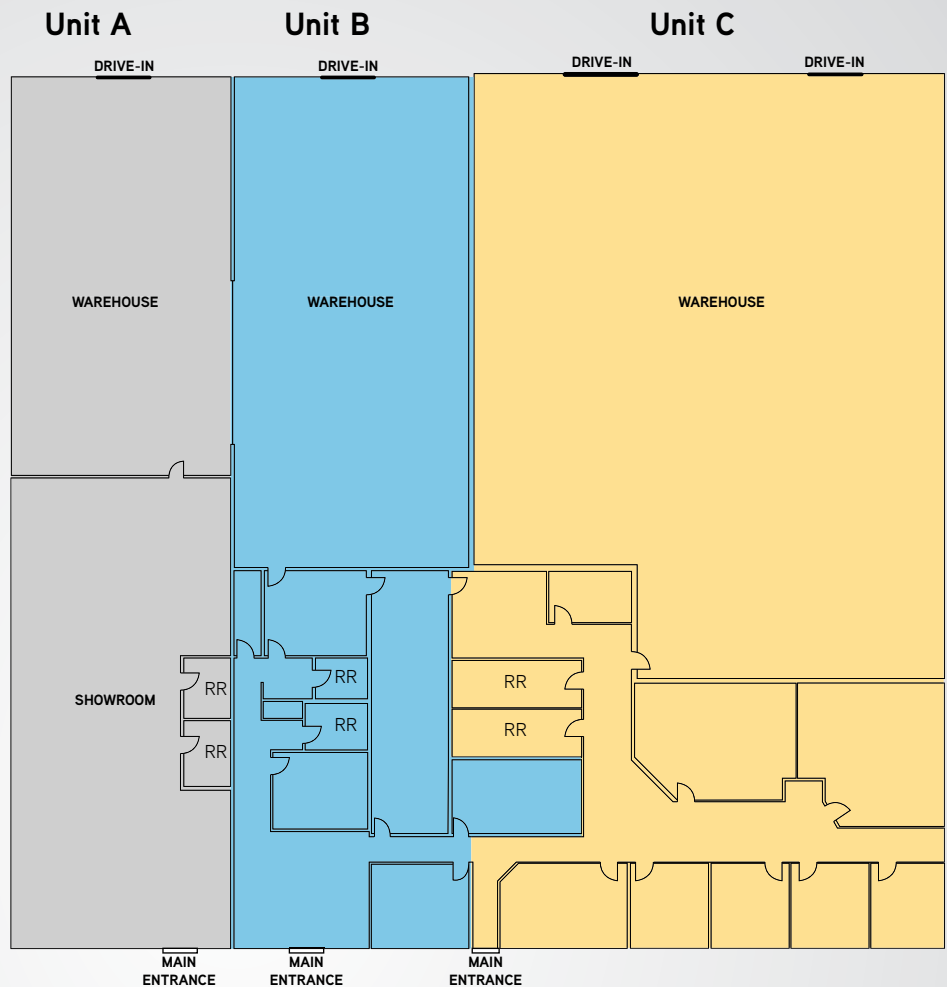 Unit A
Unit B
Unit C
DRIVE-IN
DRIVE-IN
DRIVE-IN
DRIVE-IN
WAREHOUSE
WAREHOUSE
WAREHOUSE
SHOWROOM
RR
RR
RR
RR
RR
RR
MAIN
ENTRANCE
MAIN
ENTRANCE
MAIN
ENTRANCE